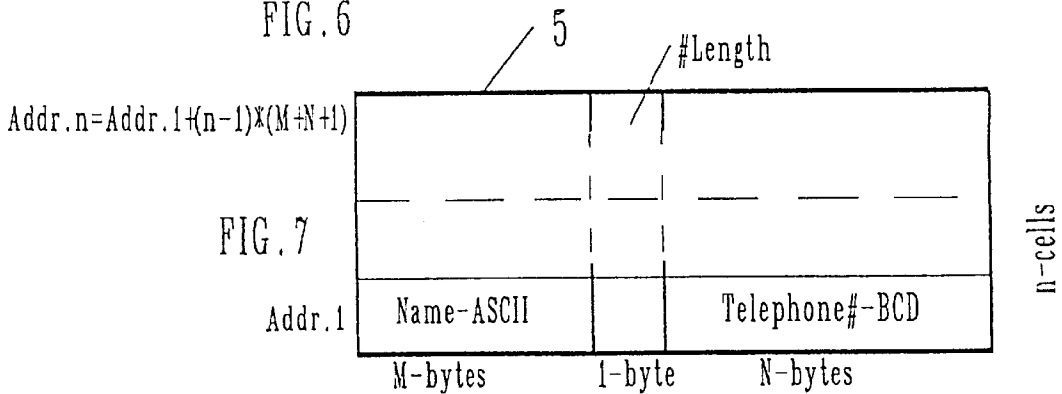 FIG.6
5
#Length
Addr.n=Addr.1+(n-1)*(M+N+1)
FIG.7
n-cells
Addr.1
Name-ASCII
Telephone#-BCD
M-bytes
1-byte
N-bytes